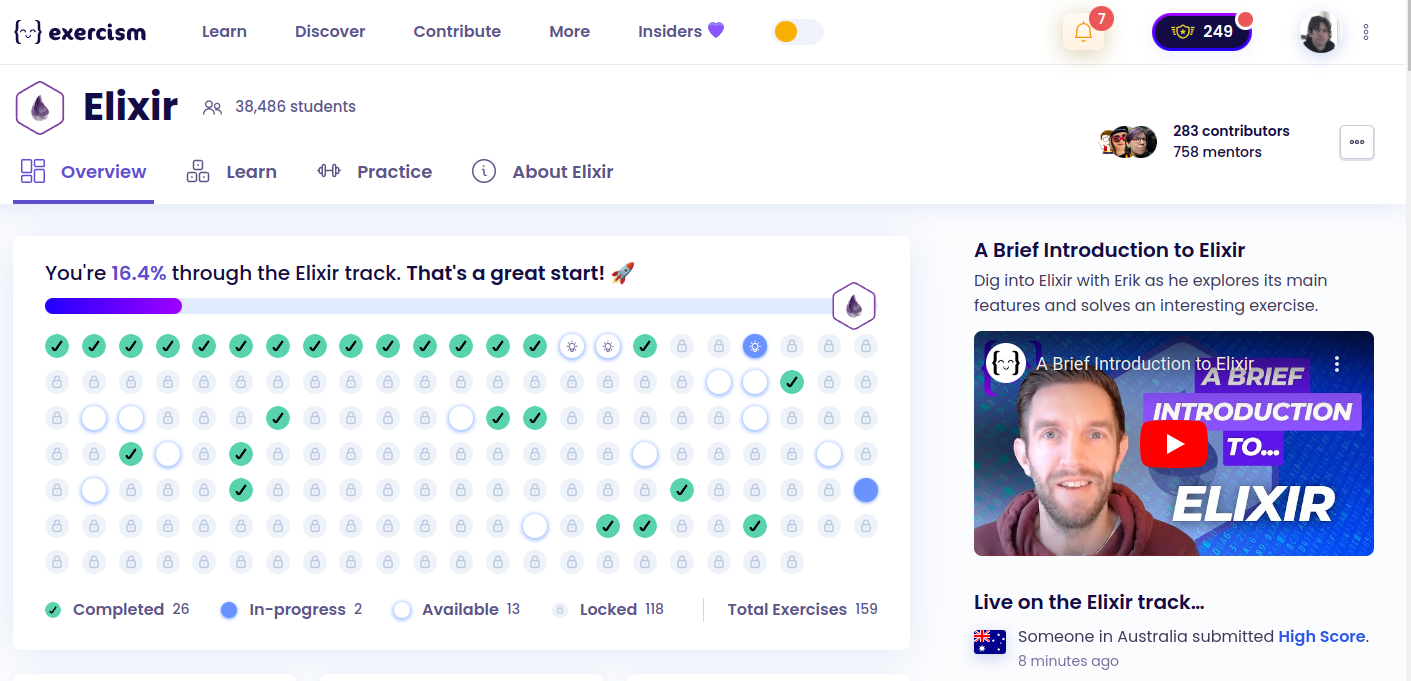 exercism
Learn
Discover
Contribute
More
Insiders 💜
7
249
Elixir
38,486 students
283 contributors
758 mentors
Overview
Learn
Practice
About Elixir
You're 16.4% through the Elixir track. That's a great start! 🚀
Completed 26
In-progress 2
Available 13
Locked 118
Total Exercises 159
A Brief Introduction to Elixir
Dig into Elixir with Erik as he explores its main
features and solves an interesting exercise.
A Brief Introduction to Elixir
A BRIEF
INTRODUCTION
TO...
ELIXIR
Live on the Elixir track…
Someone in Australia submitted High Score.
8 minutes ago